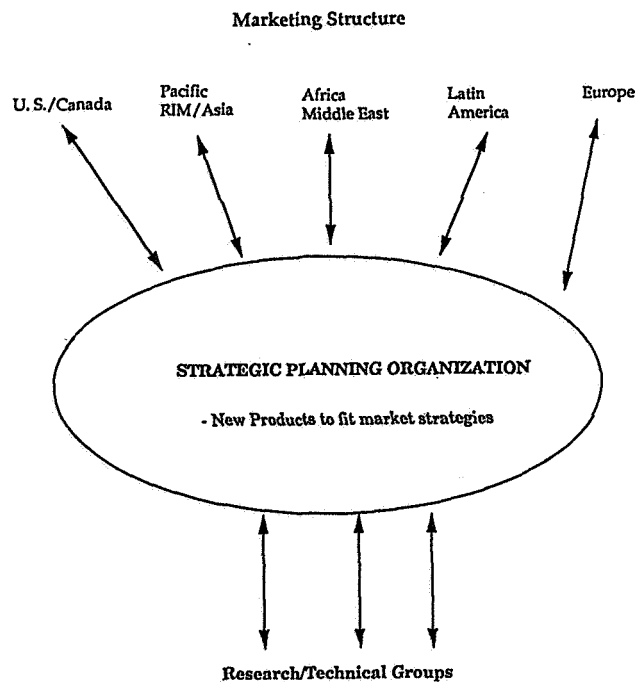 Marketing Structure
U. S./Canada
Pacific
RIM/Asia
Africa
Middle East
Latin
America
Europe
STRATEGIC PLANNING ORGANIZATION
- New Products to fit market strategies
Research/Technical Groups